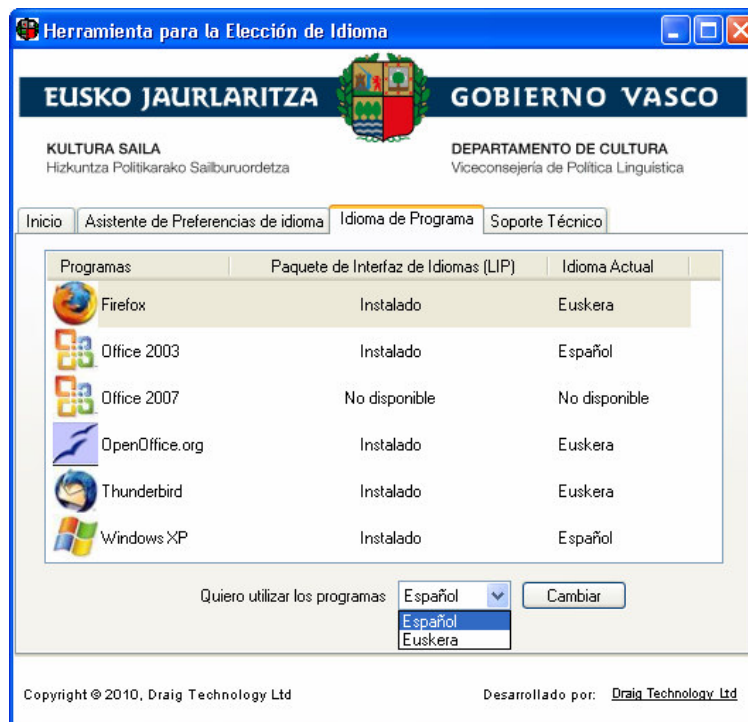 Herramienta para la Elección de Idioma
EUSKO JAURLARITZA GOBIERNO VASCO
KULTURA SAILA DEPARTAMENTO DE CULTURA
Hizkuntza Politikarako Sailburuordetza Viceconsejería de Política Linguística
Inicio Asistente de Preferencias de idioma Idioma de Programa Soporte Técnico
Programas Paquete de Interfaz de Idiomas (LIP) Idioma Actual
Firefox Instalado Euskera
Office 2003 Instalado Español
Office 2007 No disponible No disponible
OpenOffice.org Instalado Euskera
Thunderbird Instalado Euskera
Windows XP Instalado Español
Quiero utilizar los programas Español Cambiar
Español
Euskera
Copyright © 2010, Draig Technology Ltd Desarrollado por: Draig Technology Ltd